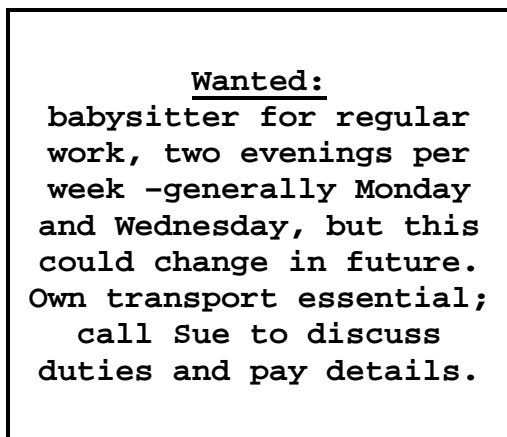 Wanted:
babysitter for regular
work, two evenings per
week –generally Monday
and Wednesday, but this
could change in future.
Own transport essential;
call Sue to discuss
duties and pay details.